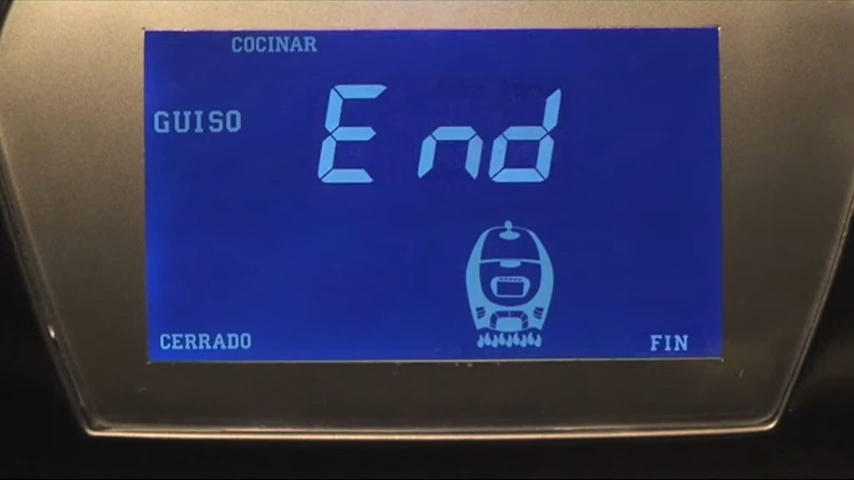 COCINAR
GUISO
End
CERRADO
FIN